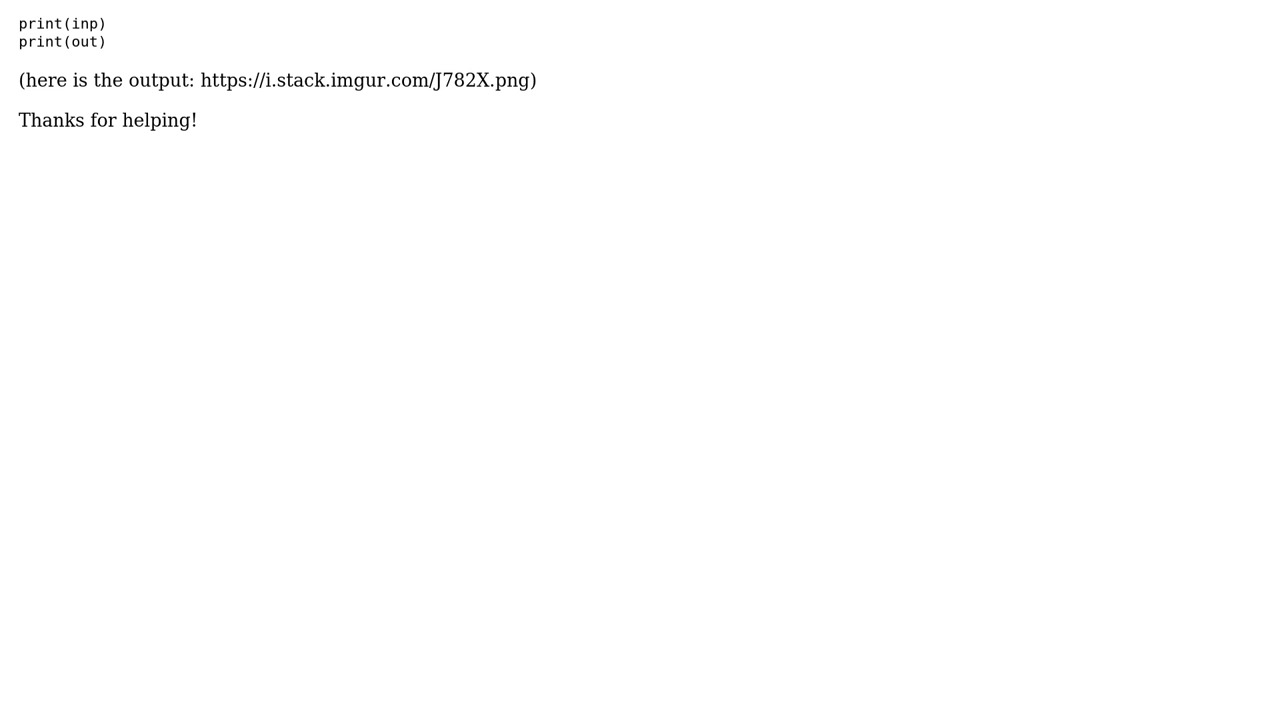 print(inp)
print(out)
(here is the output: https://i.stack.imgur.com/J782X.png)
Thanks for helping!